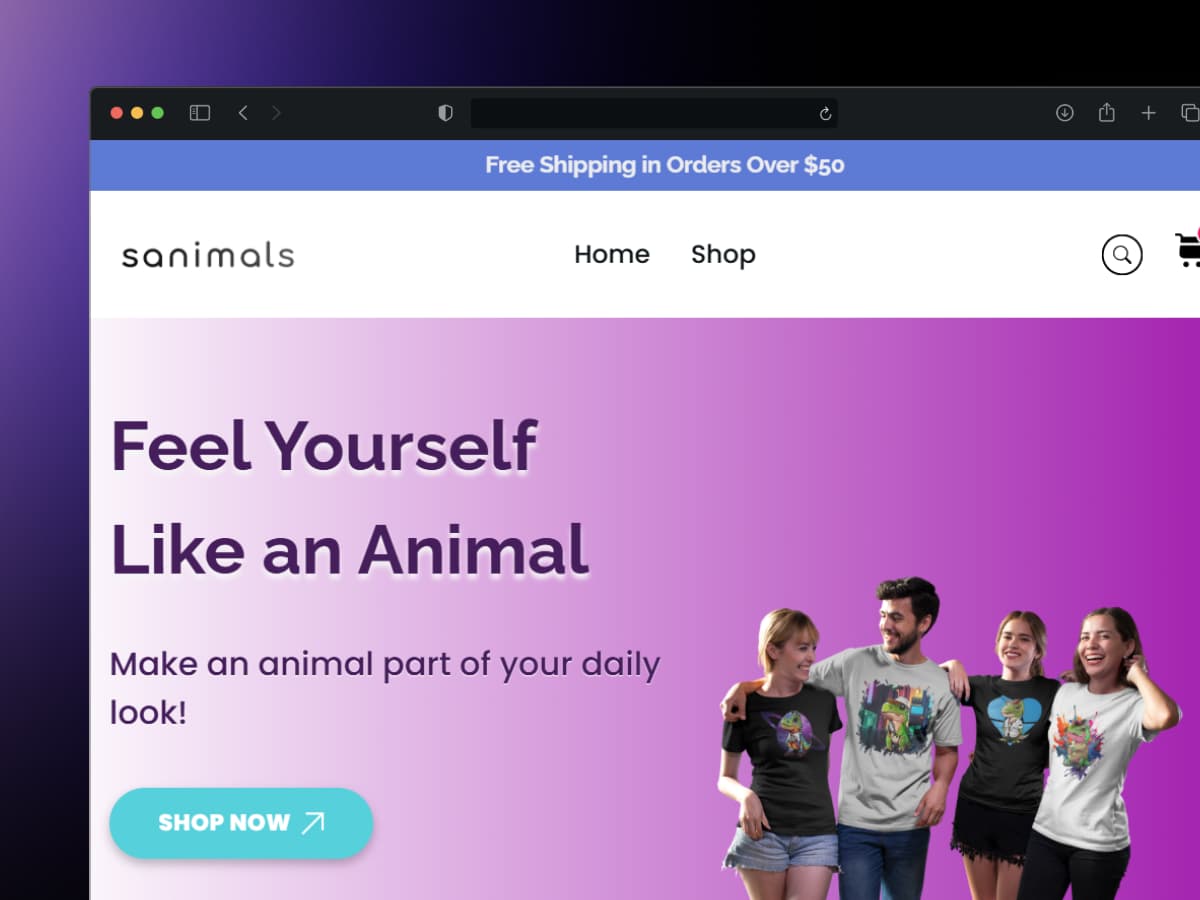 Free Shipping in Orders Over $50
sanimals
Home
Shop
Feel Yourself
Like an Animal
Make an animal part of your daily
look!
SHOP NOW